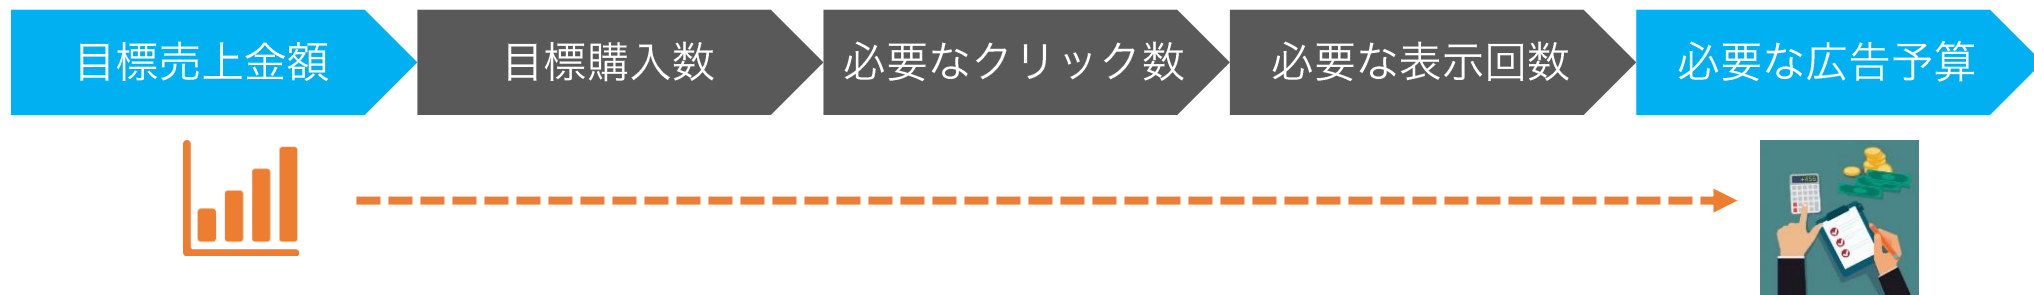 目標売上金額
目標購入数
必要なクリック数
必要な表示回数
必要な広告予算